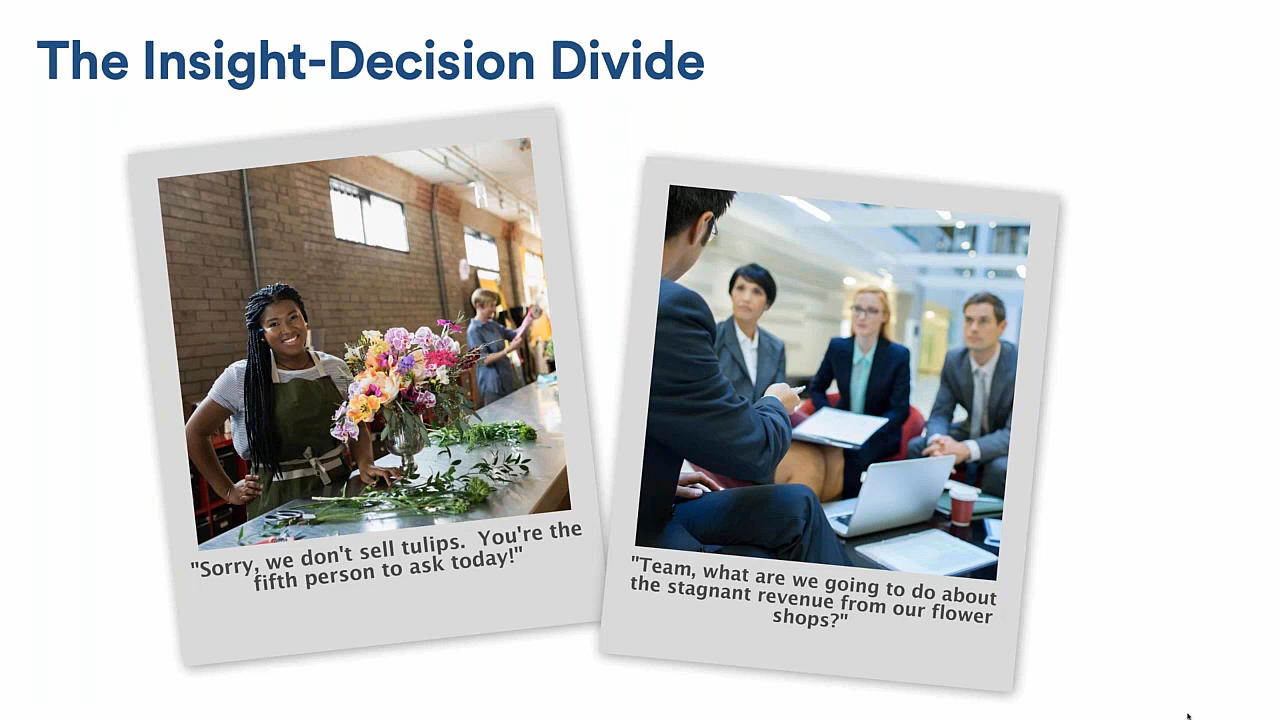 The Insight-Decision Divide
"Sorry, we don't sell tulips.  You're the
fifth person to ask today!"
"Team, what are we going to do about
the stagnant revenue from our flower
shops?"